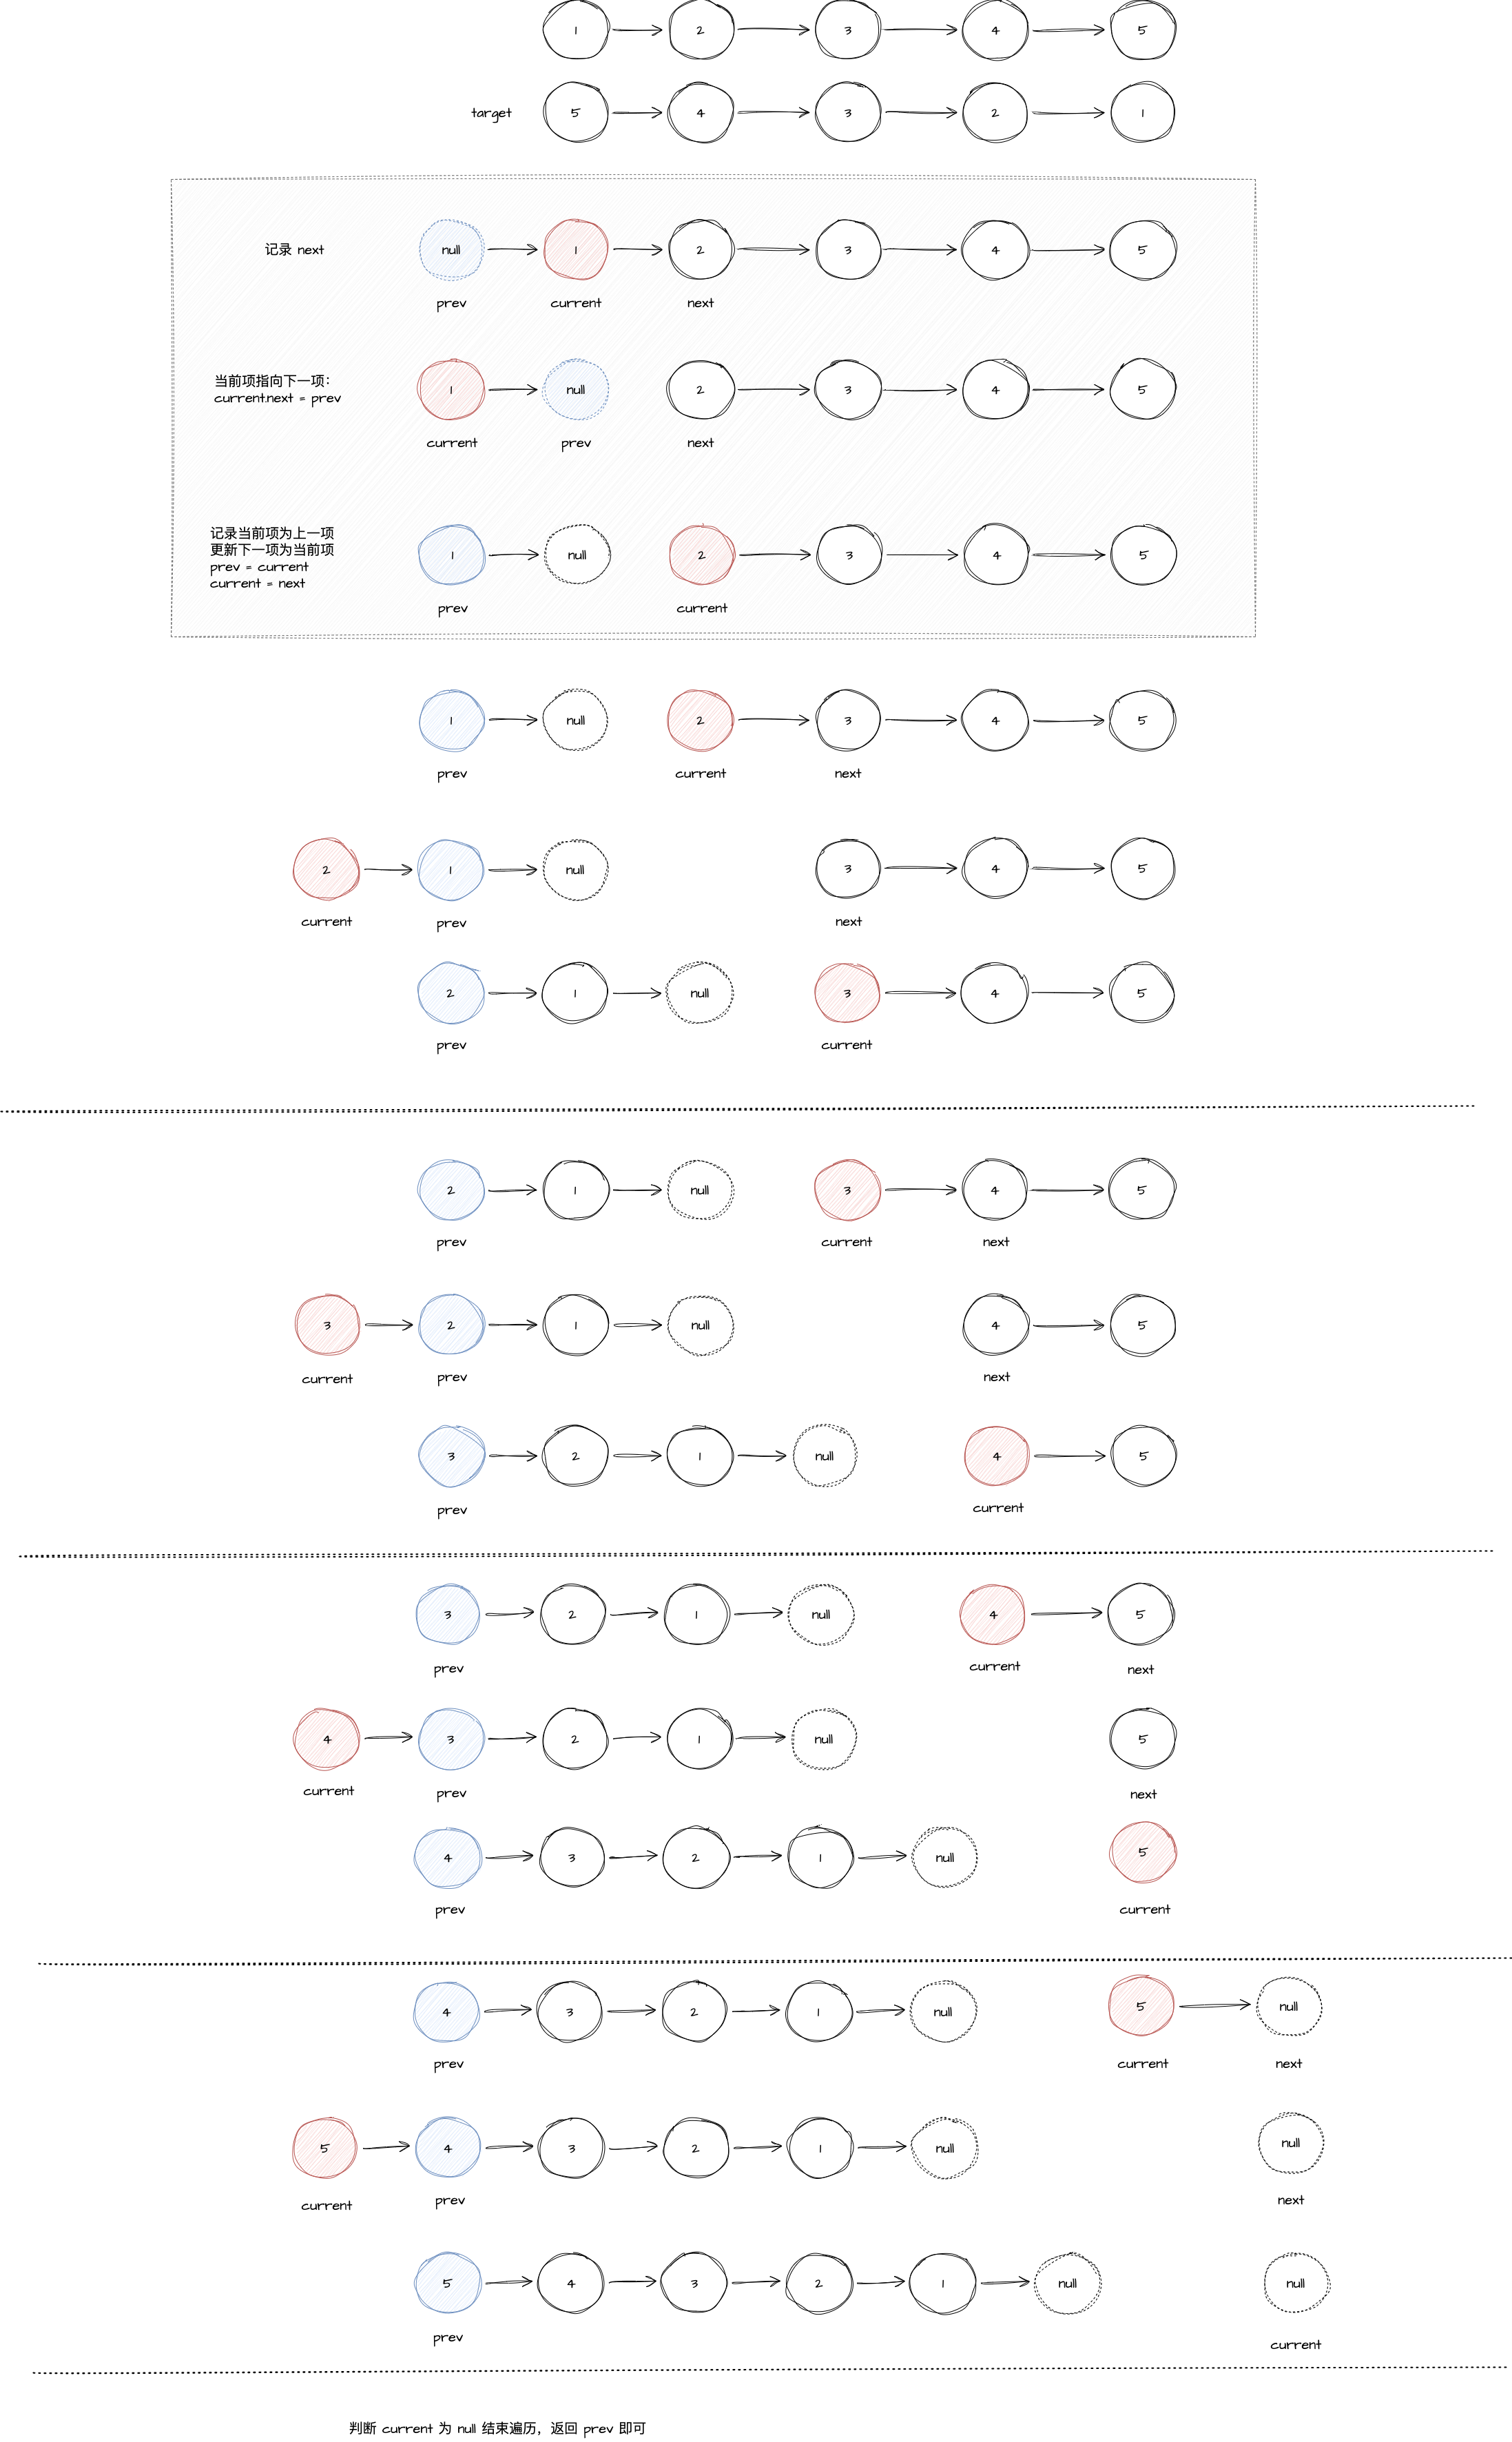 1 2 3 4 5
target 5 4 3 2 1
记录 next null 1 2 3 4 5
prev current next
当前项指向下一项：
current.next = prev
1 null 2 3 4 5
current prev next
记录当前项为上一项
更新下一项为当前项
prev = current
current = next
1 null 2 3 4 5
prev current
1 null 2 3 4 5
prev current next
2 1 null 3 4 5
current prev next
2 1 null 3 4 5
prev current
2 1 null 3 4 5
prev current next
3 2 1 null 4 5
current prev next
3 2 1 null 4 5
prev current
3 2 1 null 4 5
prev current next
4 3 2 1 null 5
current prev next
4 3 2 1 null 5
prev current
4 3 2 1 null 5 null
prev current next
5 4 3 2 1 null null
current prev next
5 4 3 2 1 null null
prev current
判断 current 为 null 结束遍历，返回 prev 即可